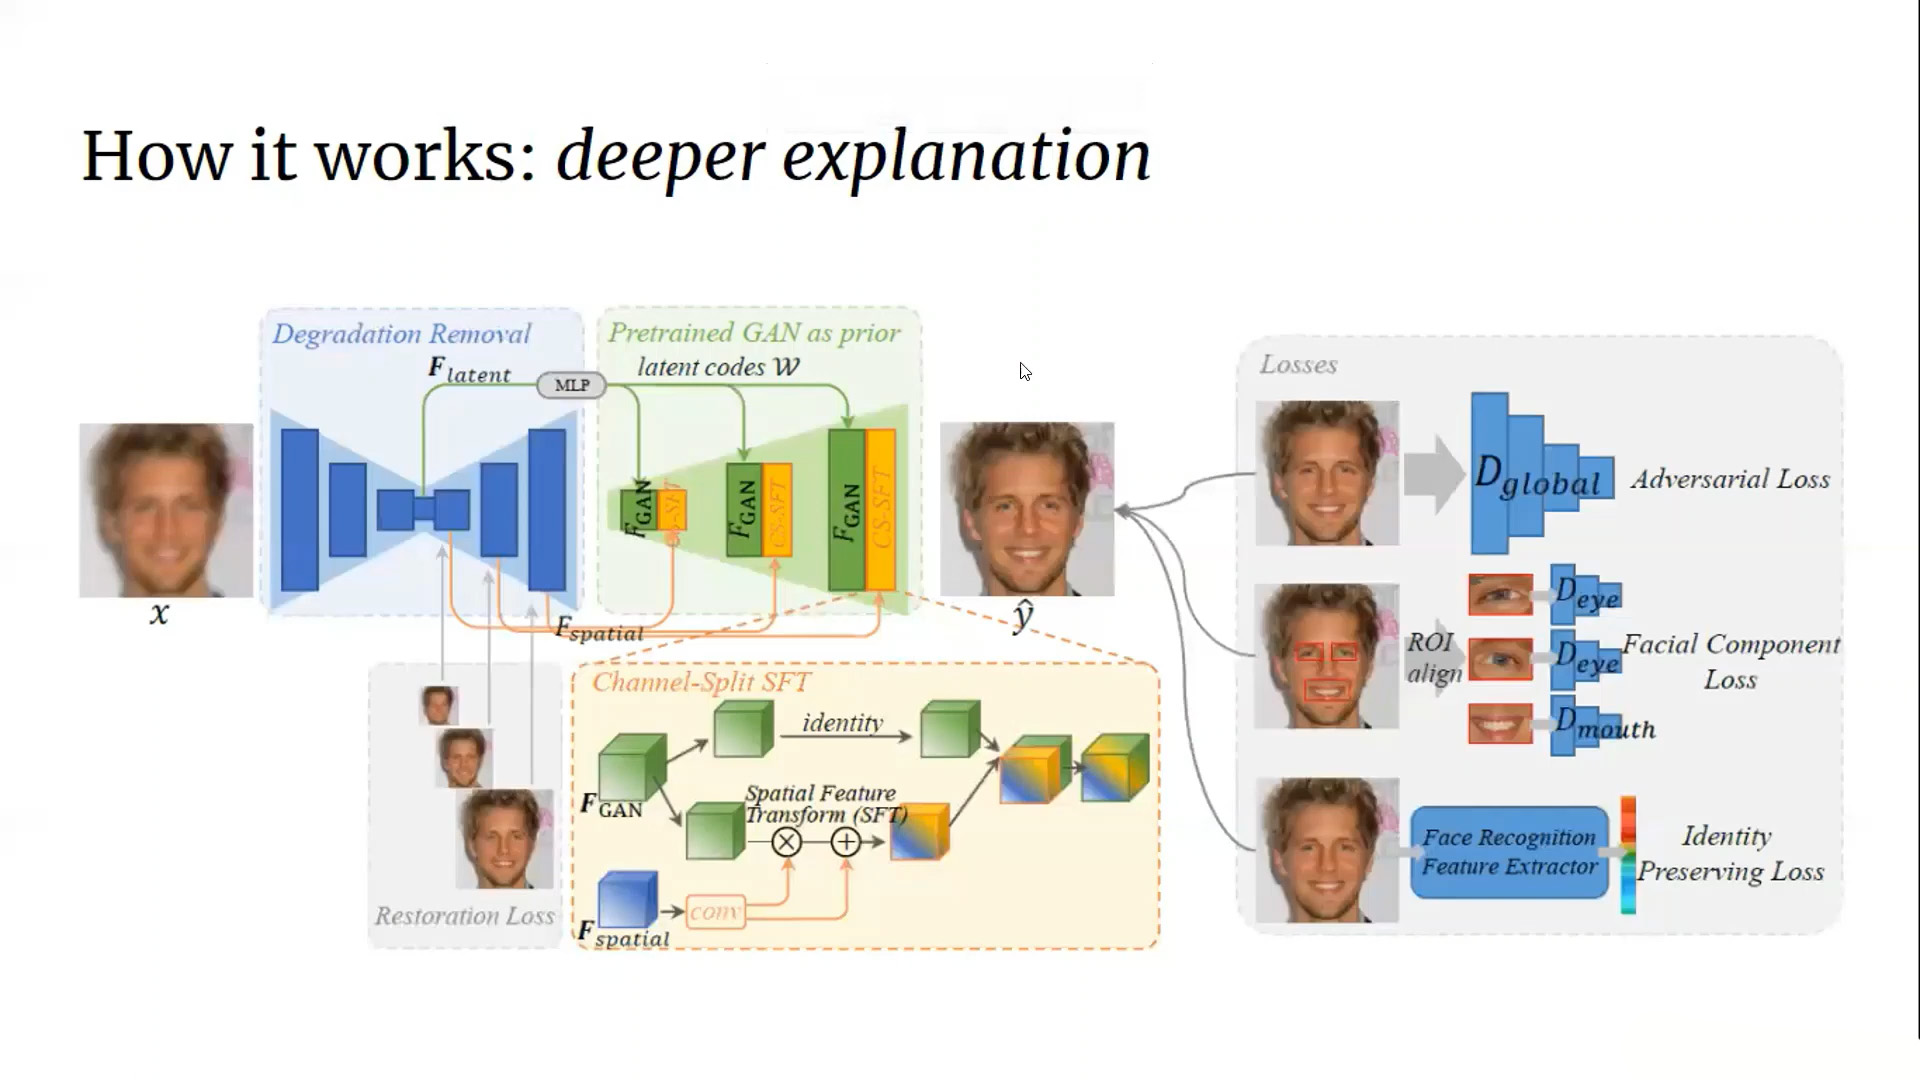 How it works: deeper explanation
Degradation Removal
F latent
MLP
Pretrained GAN as prior
latent codes W
F GAN
CS-SFT
F GAN
CS-SFT
F GAN
CS-SFT
x
F spatial
ŷ
Restoration Loss
Channel-Split SFT
identity
F GAN
Spatial Feature
Transform (SFT)
conv
F spatial
Losses
D global
Adversarial Loss
ROI
align
D eye
D eye
D mouth
Facial Component
Loss
Face Recognition
Feature Extractor
Identity
Preserving Loss